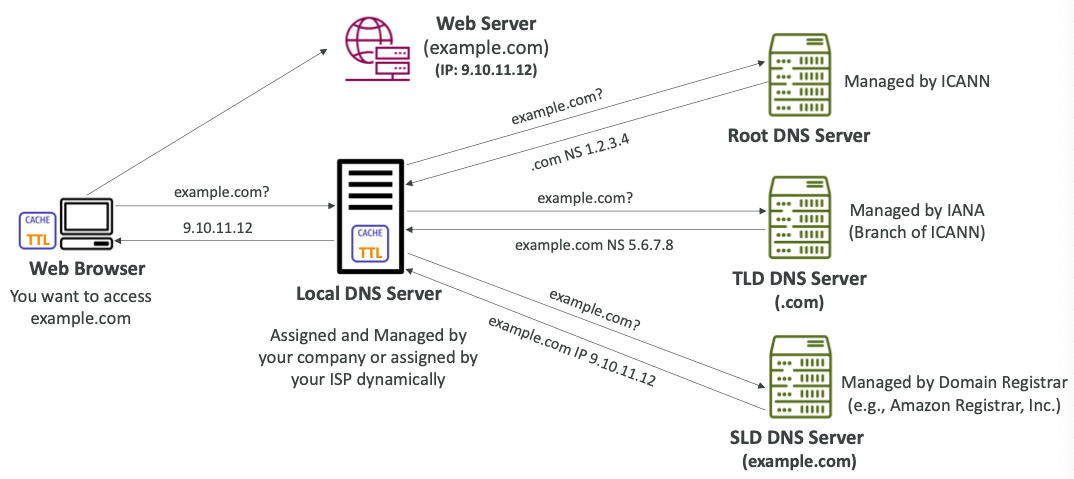 Web Server
(example.com)
(IP: 9.10.11.12)
example.com?
.com NS 1.2.3.4
Managed by ICANN
Root DNS Server
example.com?
9.10.11.12
CACHE
TTL
Web Browser
You want to access
example.com
CACHE
TTL
Local DNS Server
Assigned and Managed by
your company or assigned by
your ISP dynamically
example.com?
example.com NS 5.6.7.8
Managed by IANA
(Branch of ICANN)
TLD DNS Server
(.com)
example.com?
example.com IP 9.10.11.12
Managed by Domain Registrar
(e.g., Amazon Registrar, Inc.)
SLD DNS Server
(example.com)